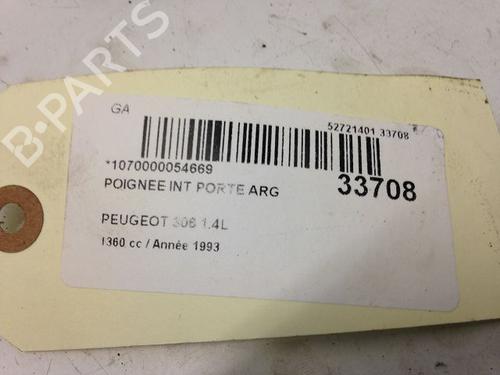 B-PARTS
GA
52721401 33708
*1070000054669
POIGNEE INT PORTE ARG
33708
PEUGEOT 306 1.4L
1360 cc / Année 1993